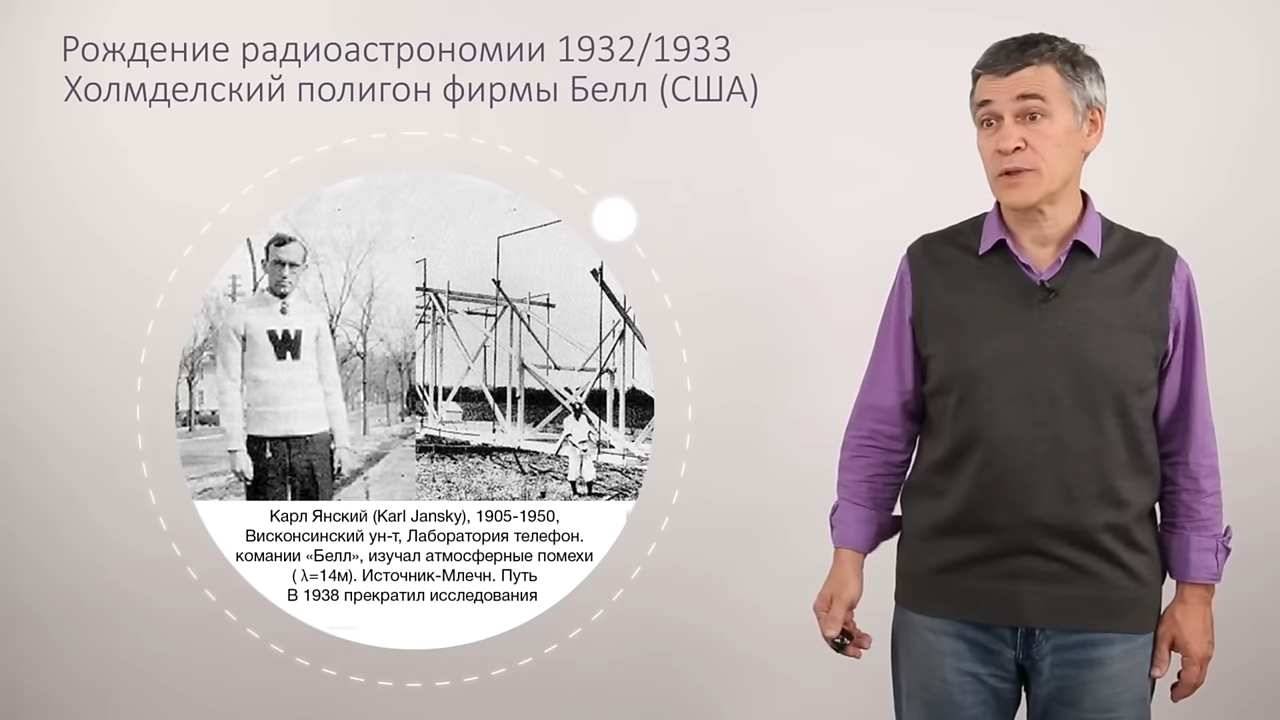 Рождение радиоастрономии 1932/1933
Холмделский полигон фирмы Белл (США)
W
Карл Янский (Karl Jansky), 1905-1950,
Висконсинский ун-т, Лаборатория телефон.
комании «Белл», изучал атмосферные помехи
( λ=14м). Источник-Млечн. Путь
В 1938 прекратил исследования